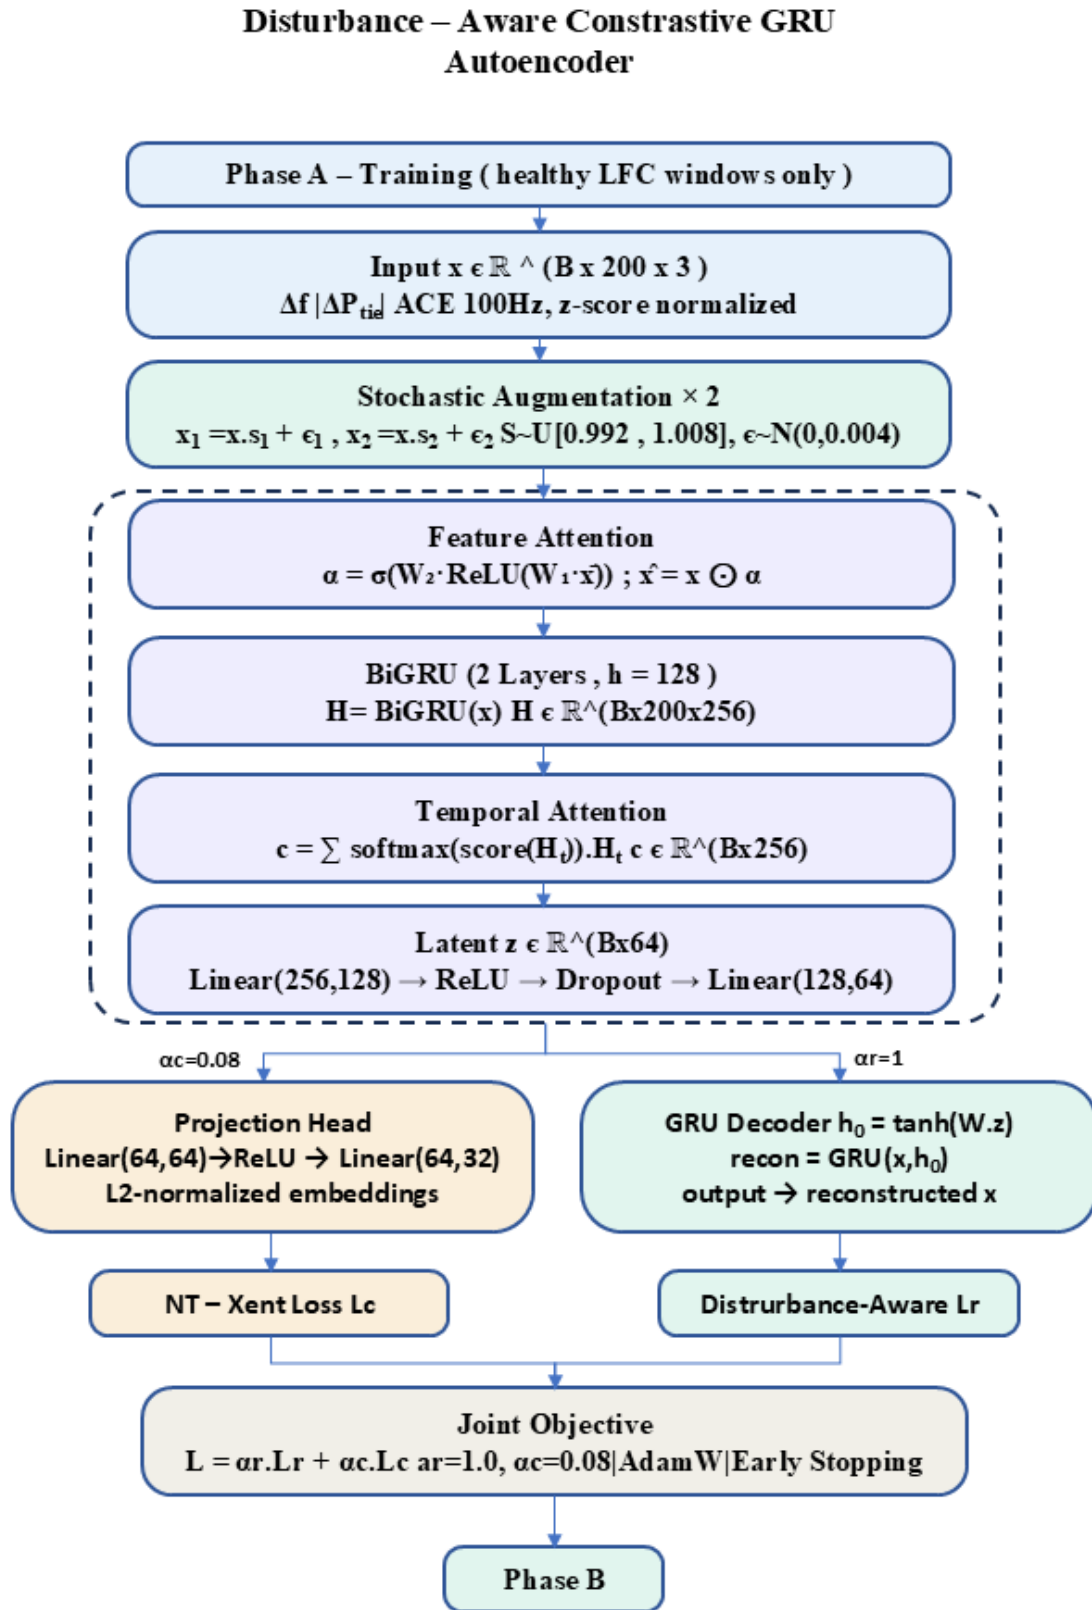 Disturbance – Aware Constrastive GRU
Autoencoder
Phase A – Training ( healthy LFC windows only )
Input x ϵ ℝ ^ (B x 200 x 3 )
Δf |ΔP_tie| ACE 100Hz, z-score normalized
Stochastic Augmentation × 2
x₁ =x.s₁ + ϵ₁ , x₂ =x.s₂ + ϵ₂ S~U[0.992 , 1.008], ϵ~N(0,0.004)
Feature Attention
α = σ(W₂·ReLU(W₁·x̄)) ; x̂ = x ⊙ α
BiGRU (2 Layers , h = 128 )
H= BiGRU(x) H ϵ ℝ^(Bx200x256)
Temporal Attention
c = ∑ softmax(score(Hₜ)).Hₜ c ϵ ℝ^(Bx256)
Latent z ϵ ℝ^(Bx64)
Linear(256,128) → ReLU → Dropout → Linear(128,64)
αc=0.08
αr=1
Projection Head
Linear(64,64)→ReLU → Linear(64,32)
L2-normalized embeddings
GRU Decoder h₀ = tanh(W.z)
recon = GRU(x,h₀)
output → reconstructed x
NT – Xent Loss Lc
Distrurbance-Aware Lr
Joint Objective
L = αr.Lr + αc.Lc ar=1.0, αc=0.08|AdamW|Early Stopping
Phase B